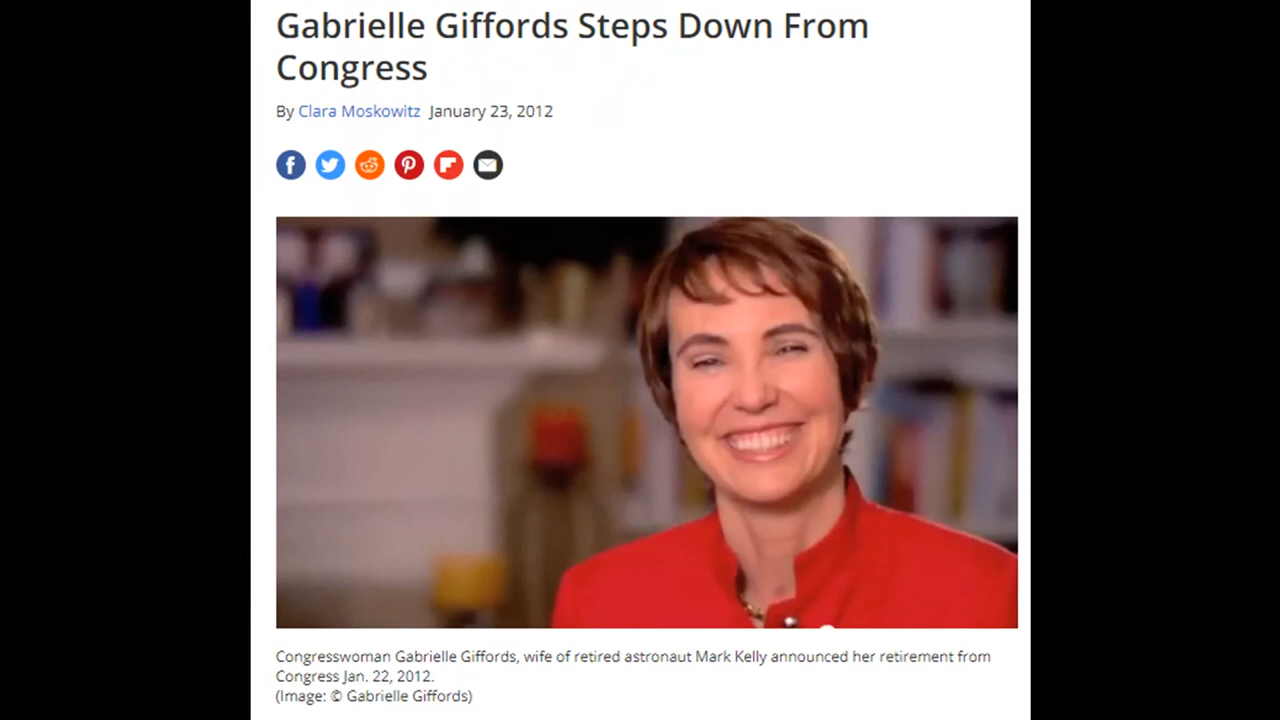 Gabrielle Giffords Steps Down From
Congress
By Clara Moskowitz January 23, 2012
Congresswoman Gabrielle Giffords, wife of retired astronaut Mark Kelly announced her retirement from
Congress Jan. 22, 2012.
(Image: © Gabrielle Giffords)